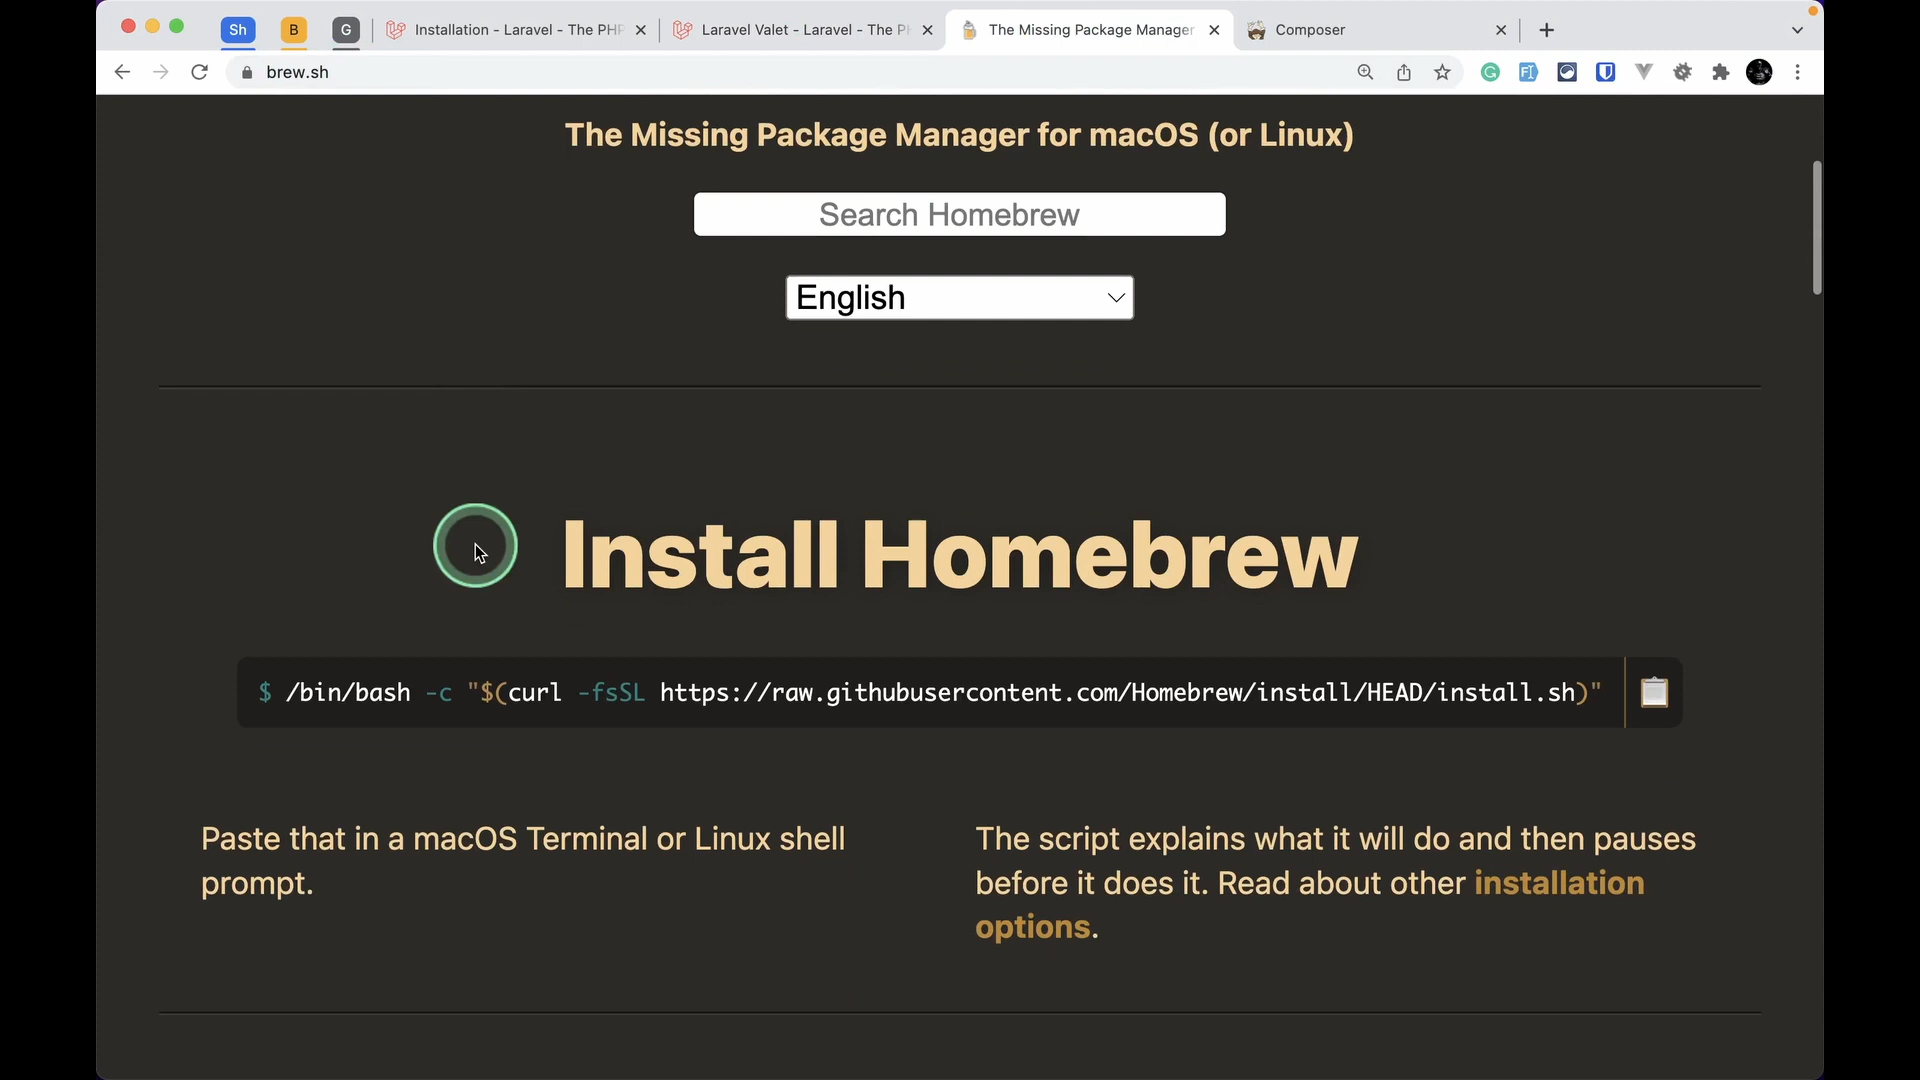 Sh
B
G
Installation - Laravel - The PHP
Laravel Valet - Laravel - The P
The Missing Package Manager
Composer
brew.sh
The Missing Package Manager for macOS (or Linux)
Search Homebrew
English
Install Homebrew
$ /bin/bash -c "$(curl -fsSL https://raw.githubusercontent.com/Homebrew/install/HEAD/install.sh)"
Paste that in a macOS Terminal or Linux shell
prompt.
The script explains what it will do and then pauses
before it does it. Read about other installation
options.